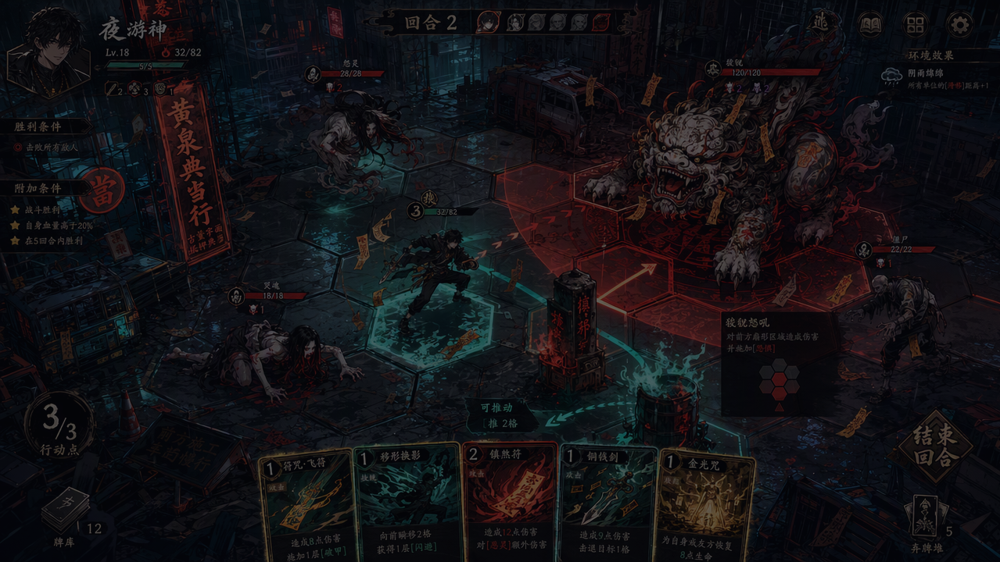 夜游神
Lv.18
32/82
5/5
2
3
1
胜利条件
击败所有敌人
附加条件
战斗胜利
自身血量高于20%
在5回合内胜利
當
黄泉典当行
回合 2
逃
环境效果
阴雨绵绵
所有单位的[滑移]距离+1
28/28
2
狻猊
120/120
2
2
3
32/82
冥魂
18/18
1
僵尸
22/22
1
狻猊怒吼
对前方扇形区域造成伤害
并施加[恐惧]
可推动
推 2格
3/3
行动点
12
牌库
1
符咒·飞符
攻击
造成8点伤害
施加1层[破甲]
1
移形换影
技能
向前瞬移2格
获得1层[闪避]
2
镇煞符
攻击
造成12点伤害
对[恶灵]额外伤害
1
铜钱剑
攻击
造成9点伤害
击退目标1格
1
金光咒
为自身或友方恢复
8点生命
结束
回合
5
弃牌堆